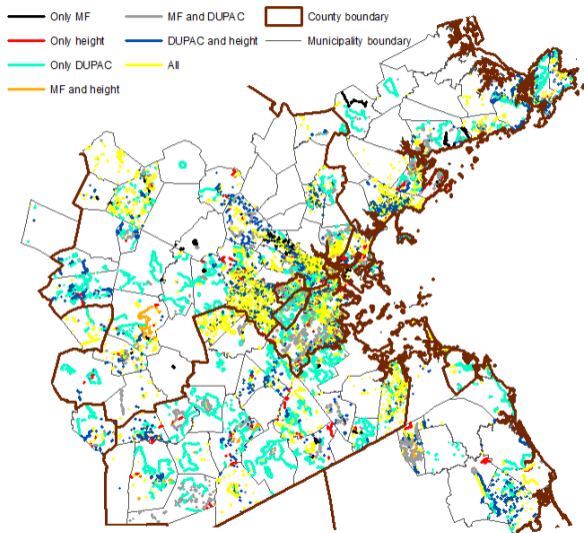 Only MF
MF and DUPAC
County boundary
Only height
DUPAC and height
Municipality boundary
Only DUPAC
All
MF and height